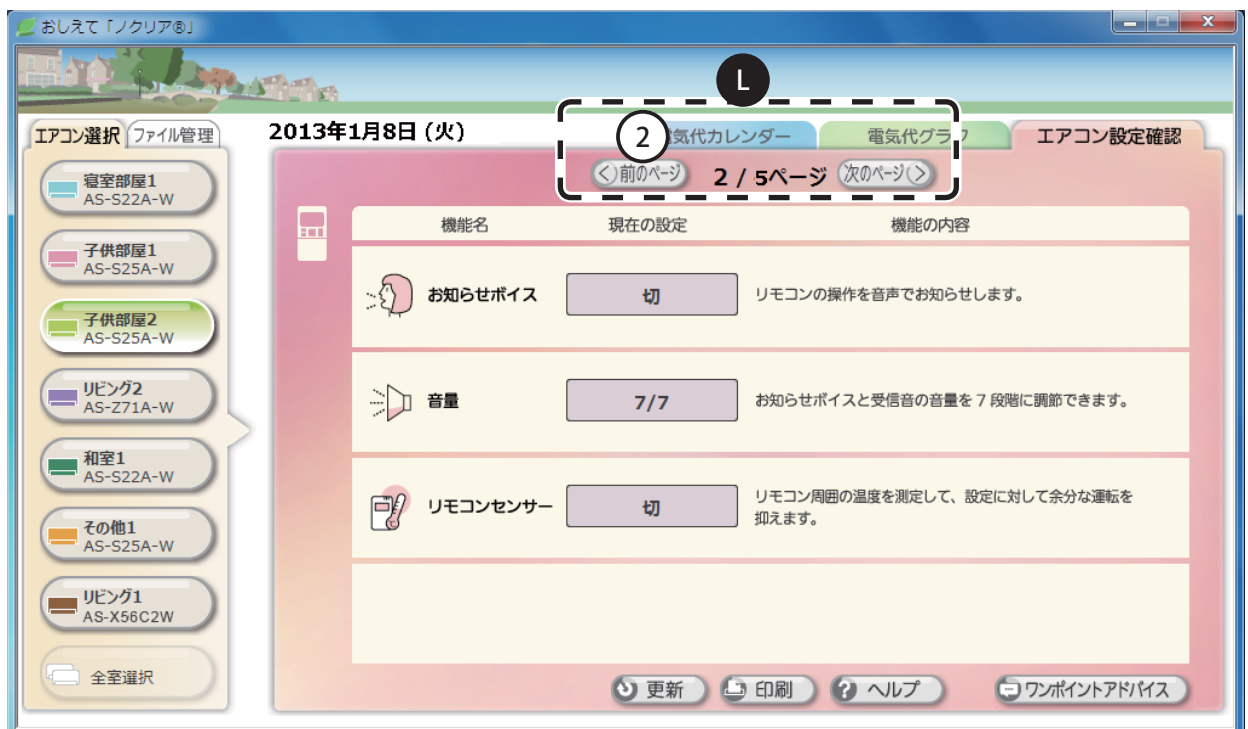 おしえて「ノクリア®」
L
エアコン選択 ファイル管理
2013年1月8日 (火)
2
気代カレンダー 電気代グラフ エアコン設定確認
前のページ 2 / 5ページ 次のページ
寝室部屋1
AS-S22A-W
子供部屋1
AS-S25A-W
子供部屋2
AS-S25A-W
リビング2
AS-Z71A-W
和室1
AS-S22A-W
その他1
AS-S25A-W
リビング1
AS-X56C2W
全室選択
機能名 現在の設定 機能の内容
お知らせボイス 切 リモコンの操作を音声でお知らせします。
音量 7/7 お知らせボイスと受信音の音量を 7 段階に調節できます。
リモコンセンサー 切 リモコン周囲の温度を測定して、設定に対して余分な運転を
抑えます。
更新 印刷 ヘルプ ワンポイントアドバイス